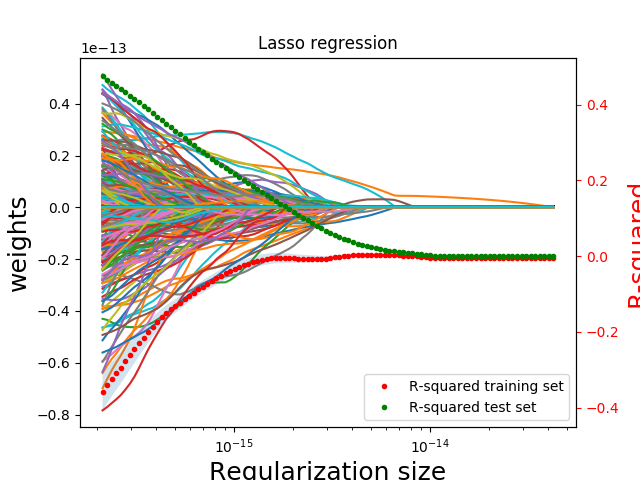 Lasso regression
1e−13
0.4
0.2
0.0
−0.2
−0.4
−0.6
−0.8
weights
0.4
0.2
0.0
−0.2
−0.4
R-squared
R-squared training set
R-squared test set
10⁻¹⁵
10⁻¹⁴
Regularization size